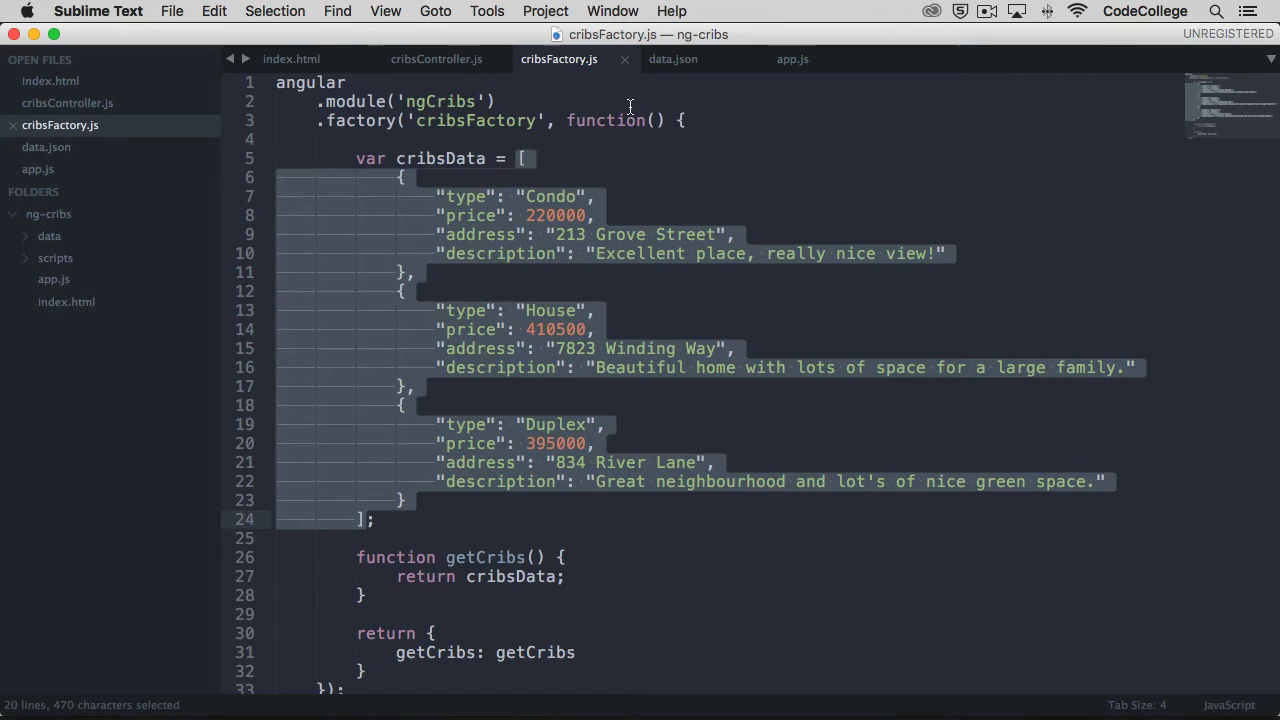 Sublime Text File Edit Selection Find View Goto Tools Project Window Help CodeCollege
cribsFactory.js — ng-cribs UNREGISTERED
OPEN FILES
index.html
cribsController.js
cribsFactory.js
data.json
app.js
FOLDERS
ng-cribs
data
scripts
app.js
index.html
index.html cribsController.js cribsFactory.js data.json app.js
1 angular
2 .module('ngCribs')
3 .factory('cribsFactory', function() {
4
5 var cribsData = [
6 {
7 "type": "Condo",
8 "price": 220000,
9 "address": "213 Grove Street",
10 "description": "Excellent place, really nice view!"
11 },
12 {
13 "type": "House",
14 "price": 410500,
15 "address": "7823 Winding Way",
16 "description": "Beautiful home with lots of space for a large family."
17 },
18 {
19 "type": "Duplex",
20 "price": 395000,
21 "address": "834 River Lane",
22 "description": "Great neighbourhood and lot's of nice green space."
23 }
24 ];
25
26 function getCribs() {
27 return cribsData;
28 }
29
30 return {
31 getCribs: getCribs
32 }
33 });
20 lines, 470 characters selected Tab Size: 4 JavaScript